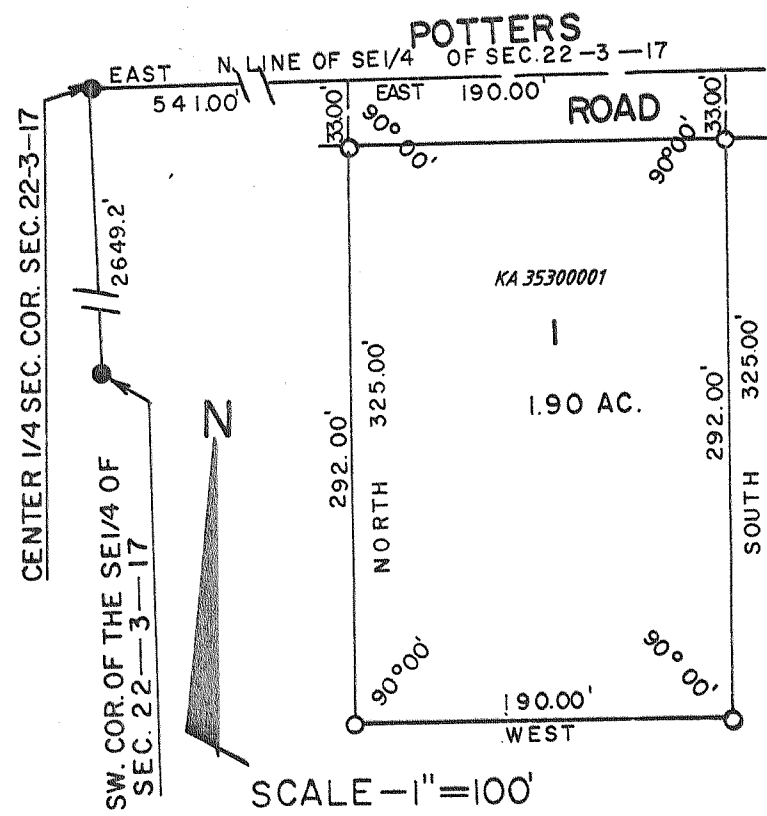 POTTERS
N. LINE OF SE1/4 OF SEC. 22-3-17
EAST
541.00'
EAST 190.00'
ROAD
33.00'
33.00'
90°00'
90°00'
CENTER 1/4 SEC. COR. SEC. 22-3-17
2649.2'
KA 35300001
1
1.90 AC.
292.00'
325.00'
NORTH
292.00'
325.00'
SOUTH
N
SW. COR. OF THE SE1/4 OF
SEC. 22-3-17
90°00'
90°00'
190.00'
WEST
SCALE-1"=100'